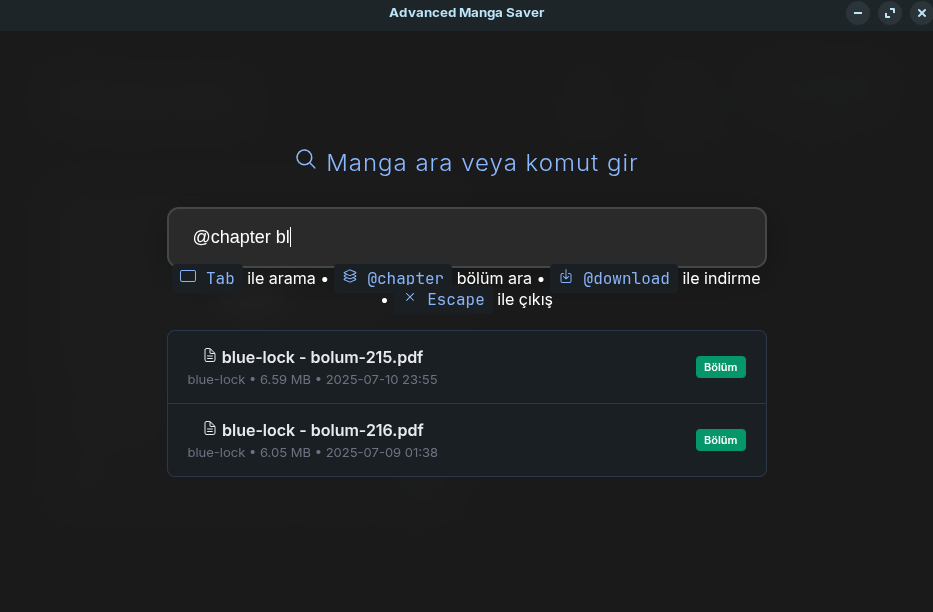 Advanced Manga Saver
Manga ara veya komut gir
@chapter bl
Tab ile arama • @chapter bölüm ara • @download ile indirme
• Escape ile çıkış
blue-lock - bolum-215.pdf
blue-lock • 6.59 MB • 2025-07-10 23:55
Bölüm
blue-lock - bolum-216.pdf
blue-lock • 6.05 MB • 2025-07-09 01:38
Bölüm